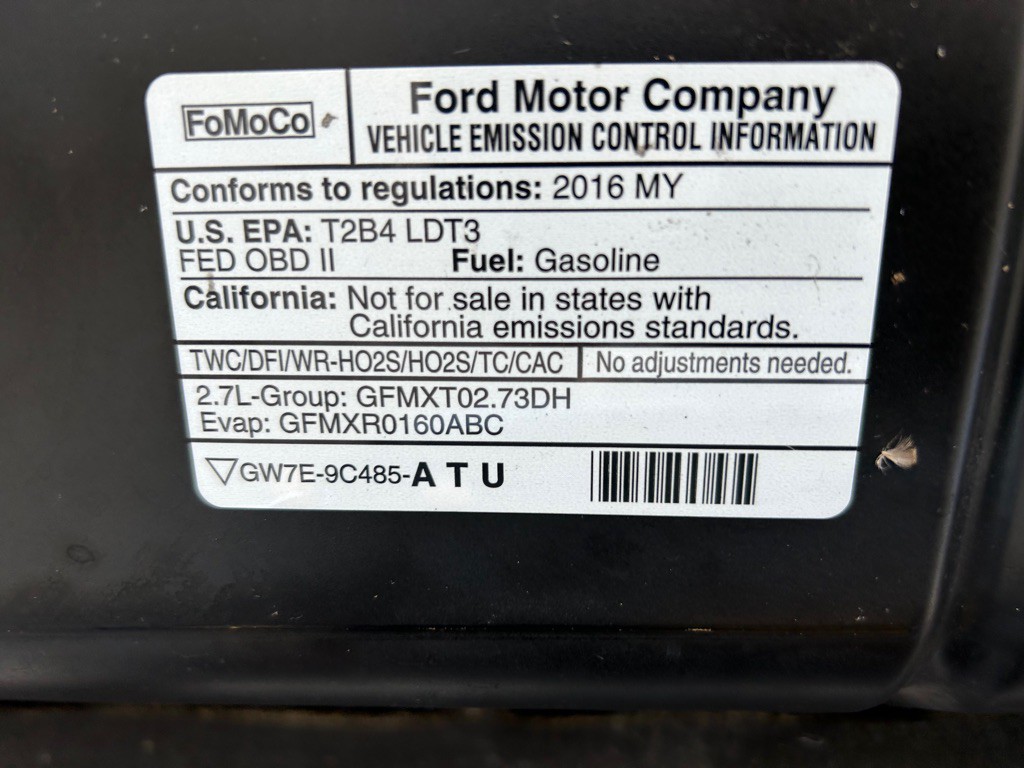 FoMoCo
Ford Motor Company
VEHICLE EMISSION CONTROL INFORMATION
Conforms to regulations: 2016 MY
U.S. EPA: T2B4 LDT3
FED OBD II Fuel: Gasoline
California: Not for sale in states with
California emissions standards.
TWC/DFI/WR-HO2S/HO2S/TC/CAC No adjustments needed.
2.7L-Group: GFMXT02.73DH
Evap: GFMXR0160ABC
▽GW7E-9C485-A T U